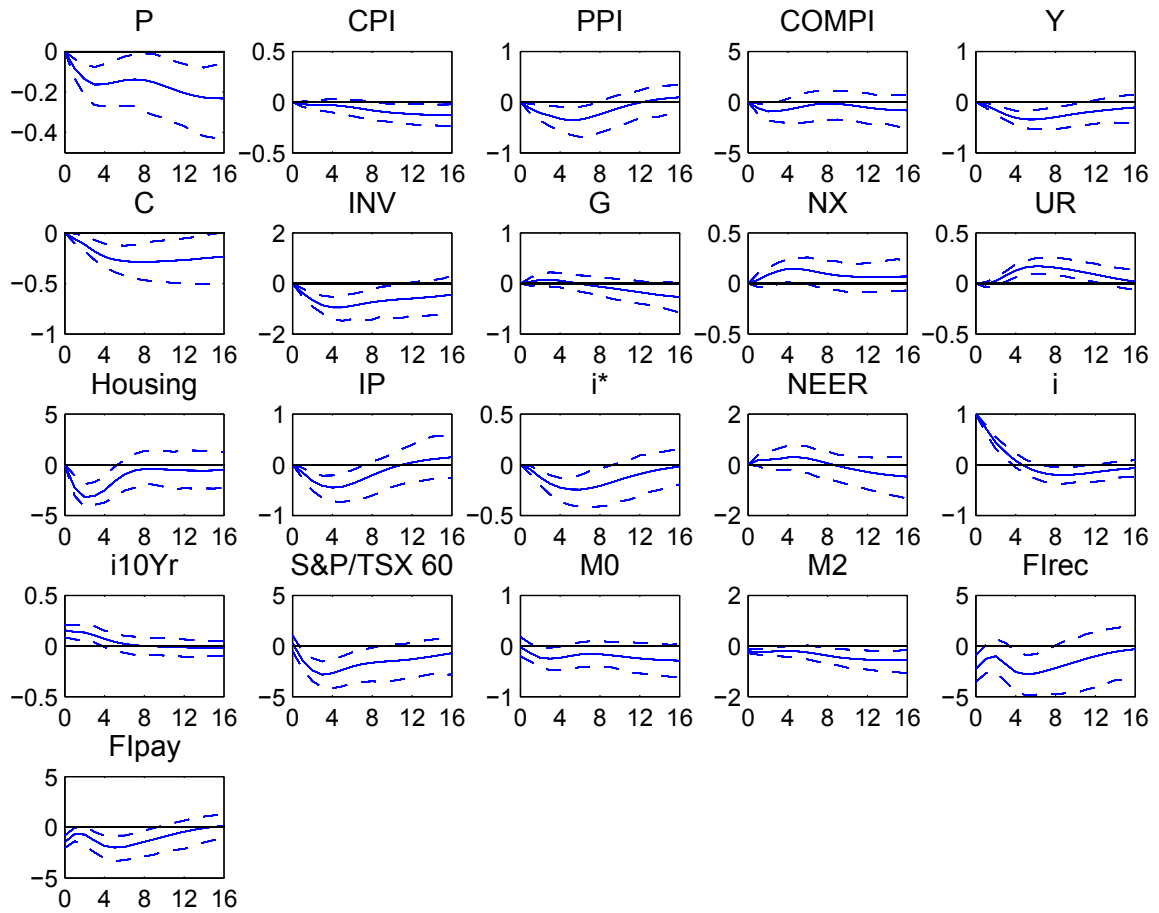 P CPI PPI COMPI Y
0 0.5 1 5 1
−0.2 0 0 0 0
−0.4 −0.5 −1 −5 −1
0 4 8 12 16 0 4 8 12 16 0 4 8 12 16 0 4 8 12 16 0 4 8 12 16
C INV G NX UR
0 2 1 0.5 0.5
−0.5 0 0 0 0
−1 −2 −1 −0.5 −0.5
0 4 8 12 16 0 4 8 12 16 0 4 8 12 16 0 4 8 12 16 0 4 8 12 16
Housing IP i* NEER i
5 1 0.5 2 1
0 0 0 0 0
−5 −1 −0.5 −2 −1
0 4 8 12 16 0 4 8 12 16 0 4 8 12 16 0 4 8 12 16 0 4 8 12 16
i10Yr S&P/TSX 60 M0 M2 FIrec
0.5 5 1 2 5
0 0 0 0 0
−0.5 −5 −1 −2 −5
0 4 8 12 16 0 4 8 12 16 0 4 8 12 16 0 4 8 12 16 0 4 8 12 16
FIpay
5
0
−5
0 4 8 12 16